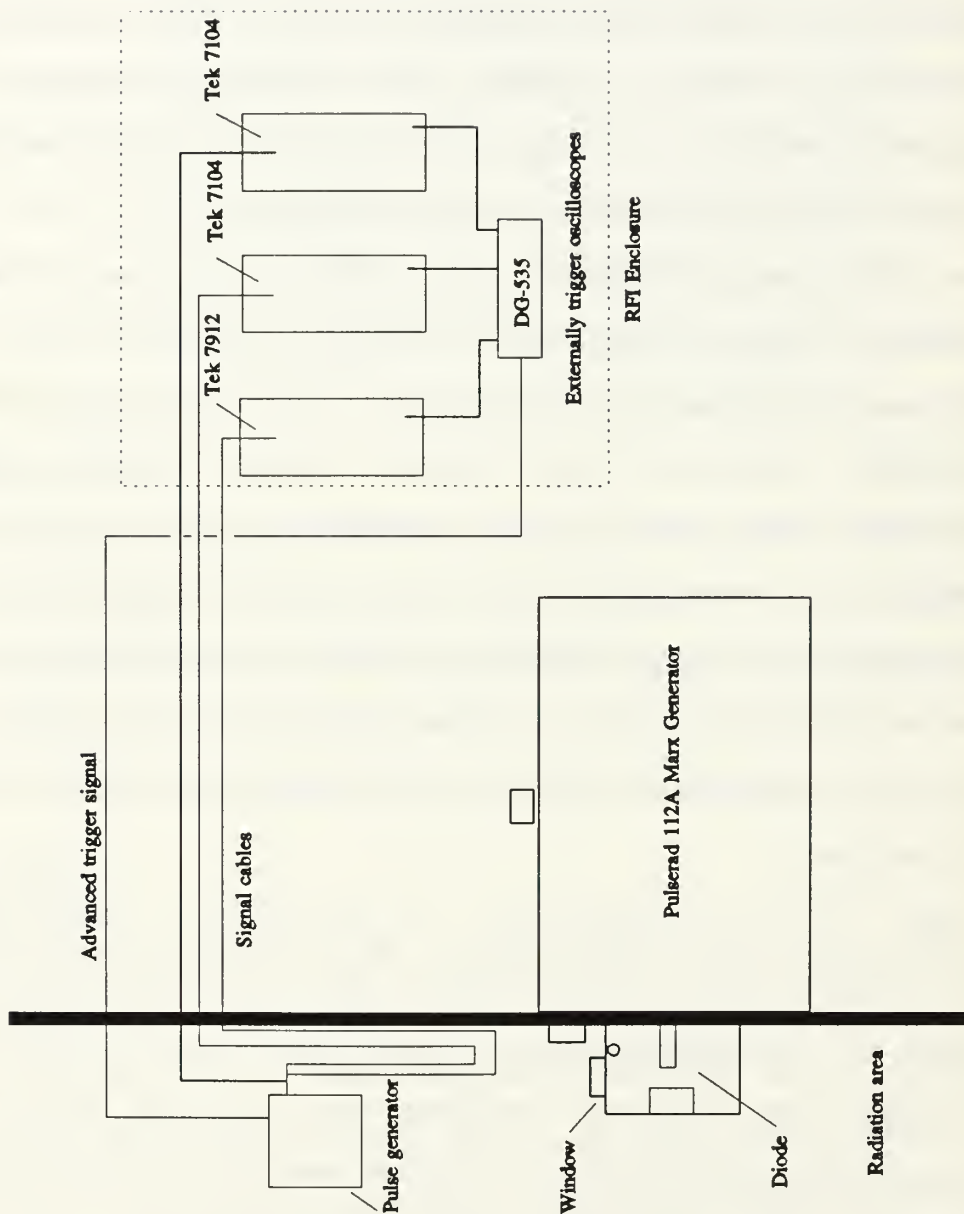 Tek 7104
Tek 7104
Tek 7912
DG-535
Externally trigger oscilloscopes
RFI Enclosure
Advanced trigger signal
Signal cables
Pulserad 112A Marx Generator
Pulse generator
Window
Diode
Radiation area